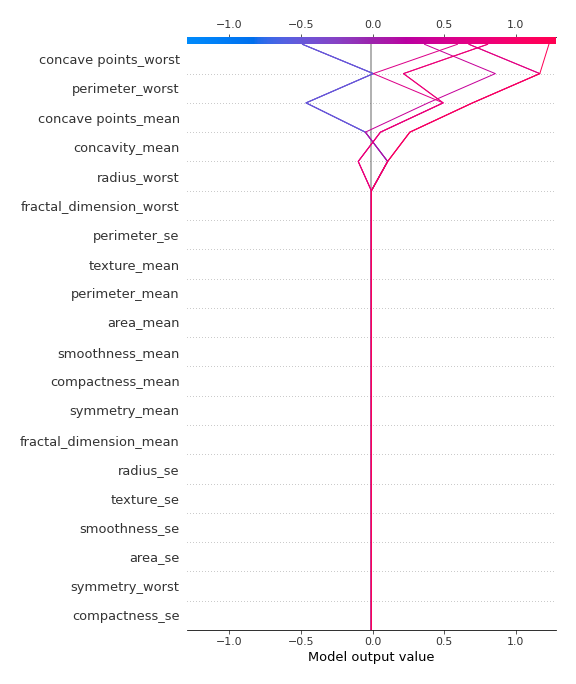 −1.0 −0.5 0.0 0.5 1.0
concave points_worst
perimeter_worst
concave points_mean
concavity_mean
radius_worst
fractal_dimension_worst
perimeter_se
texture_mean
perimeter_mean
area_mean
smoothness_mean
compactness_mean
symmetry_mean
fractal_dimension_mean
radius_se
texture_se
smoothness_se
area_se
symmetry_worst
compactness_se
−1.0 −0.5 0.0 0.5 1.0
Model output value